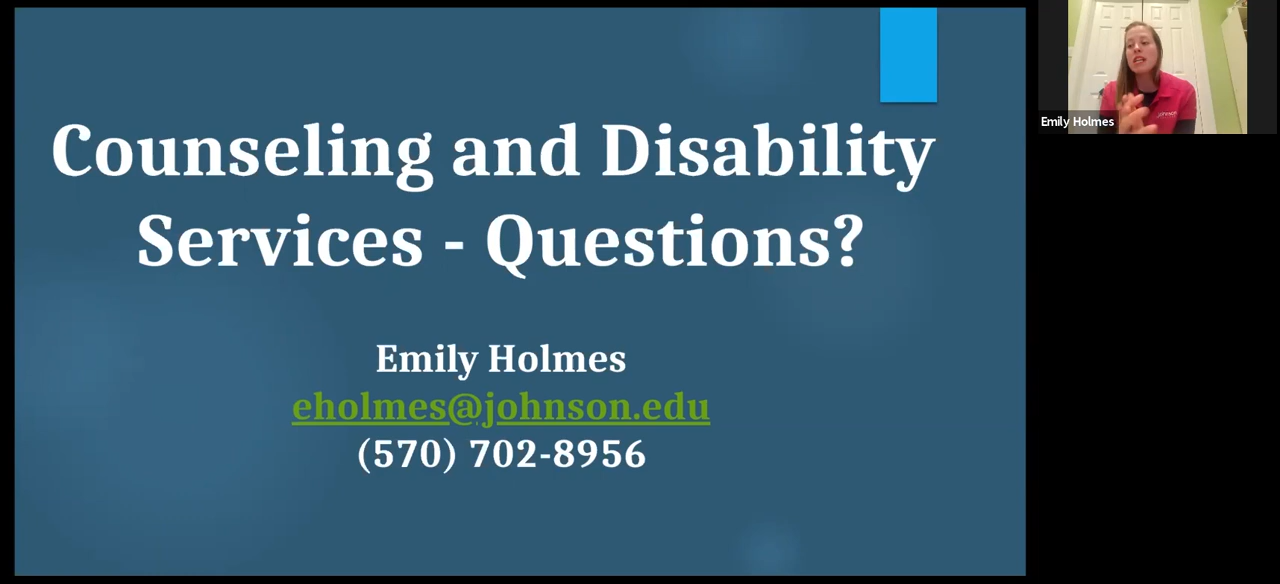 Counseling and Disability
Services - Questions?
Emily Holmes
eholmes@johnson.edu
(570) 702-8956
Emily Holmes